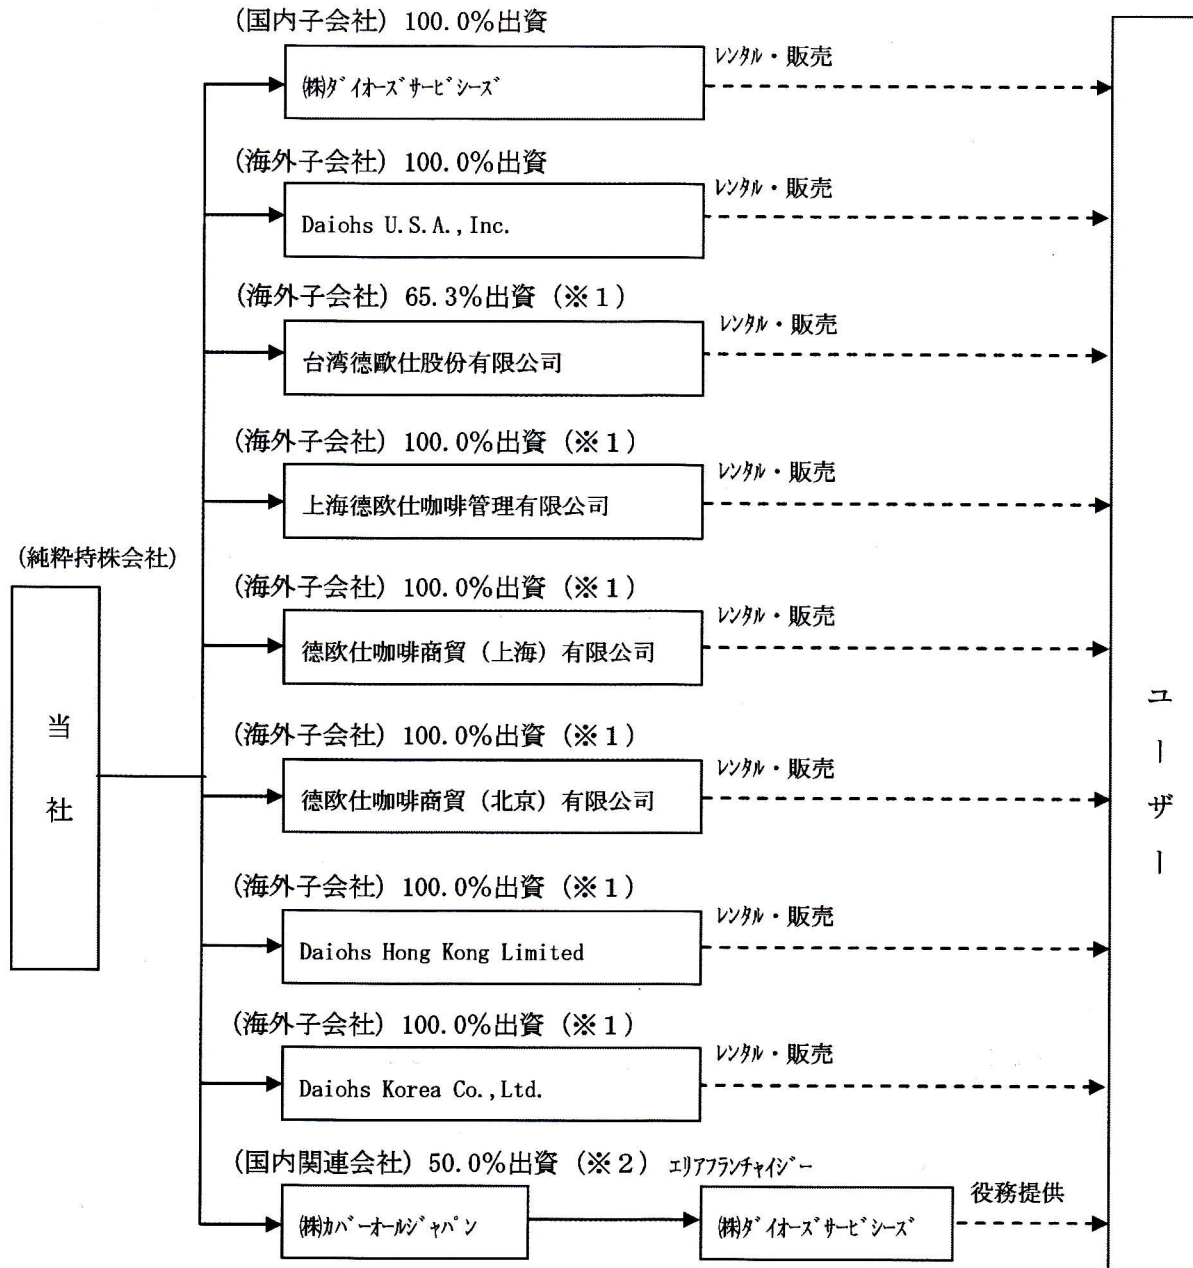 (国内子会社) 100.0%出資
㈱ダイオーズサービシーズ
レンタル・販売
(海外子会社) 100.0%出資
Daiohs U.S.A.,Inc.
レンタル・販売
(海外子会社) 65.3%出資 (※1)
台湾德歐仕股份有限公司
レンタル・販売
(海外子会社) 100.0%出資 (※1)
上海德欧仕咖啡管理有限公司
レンタル・販売
(純粋持株会社)
当社
(海外子会社) 100.0%出資 (※1)
德欧仕咖啡商貿(上海)有限公司
レンタル・販売
(海外子会社) 100.0%出資 (※1)
德欧仕咖啡商貿(北京)有限公司
レンタル・販売
ユーザー
(海外子会社) 100.0%出資 (※1)
Daiohs Hong Kong Limited
レンタル・販売
(海外子会社) 100.0%出資 (※1)
Daiohs Korea Co.,Ltd.
レンタル・販売
(国内関連会社) 50.0%出資 (※2) エリアフランチャイジー
㈱カバーオールジャパン
㈱ダイオーズサービシーズ
役務提供